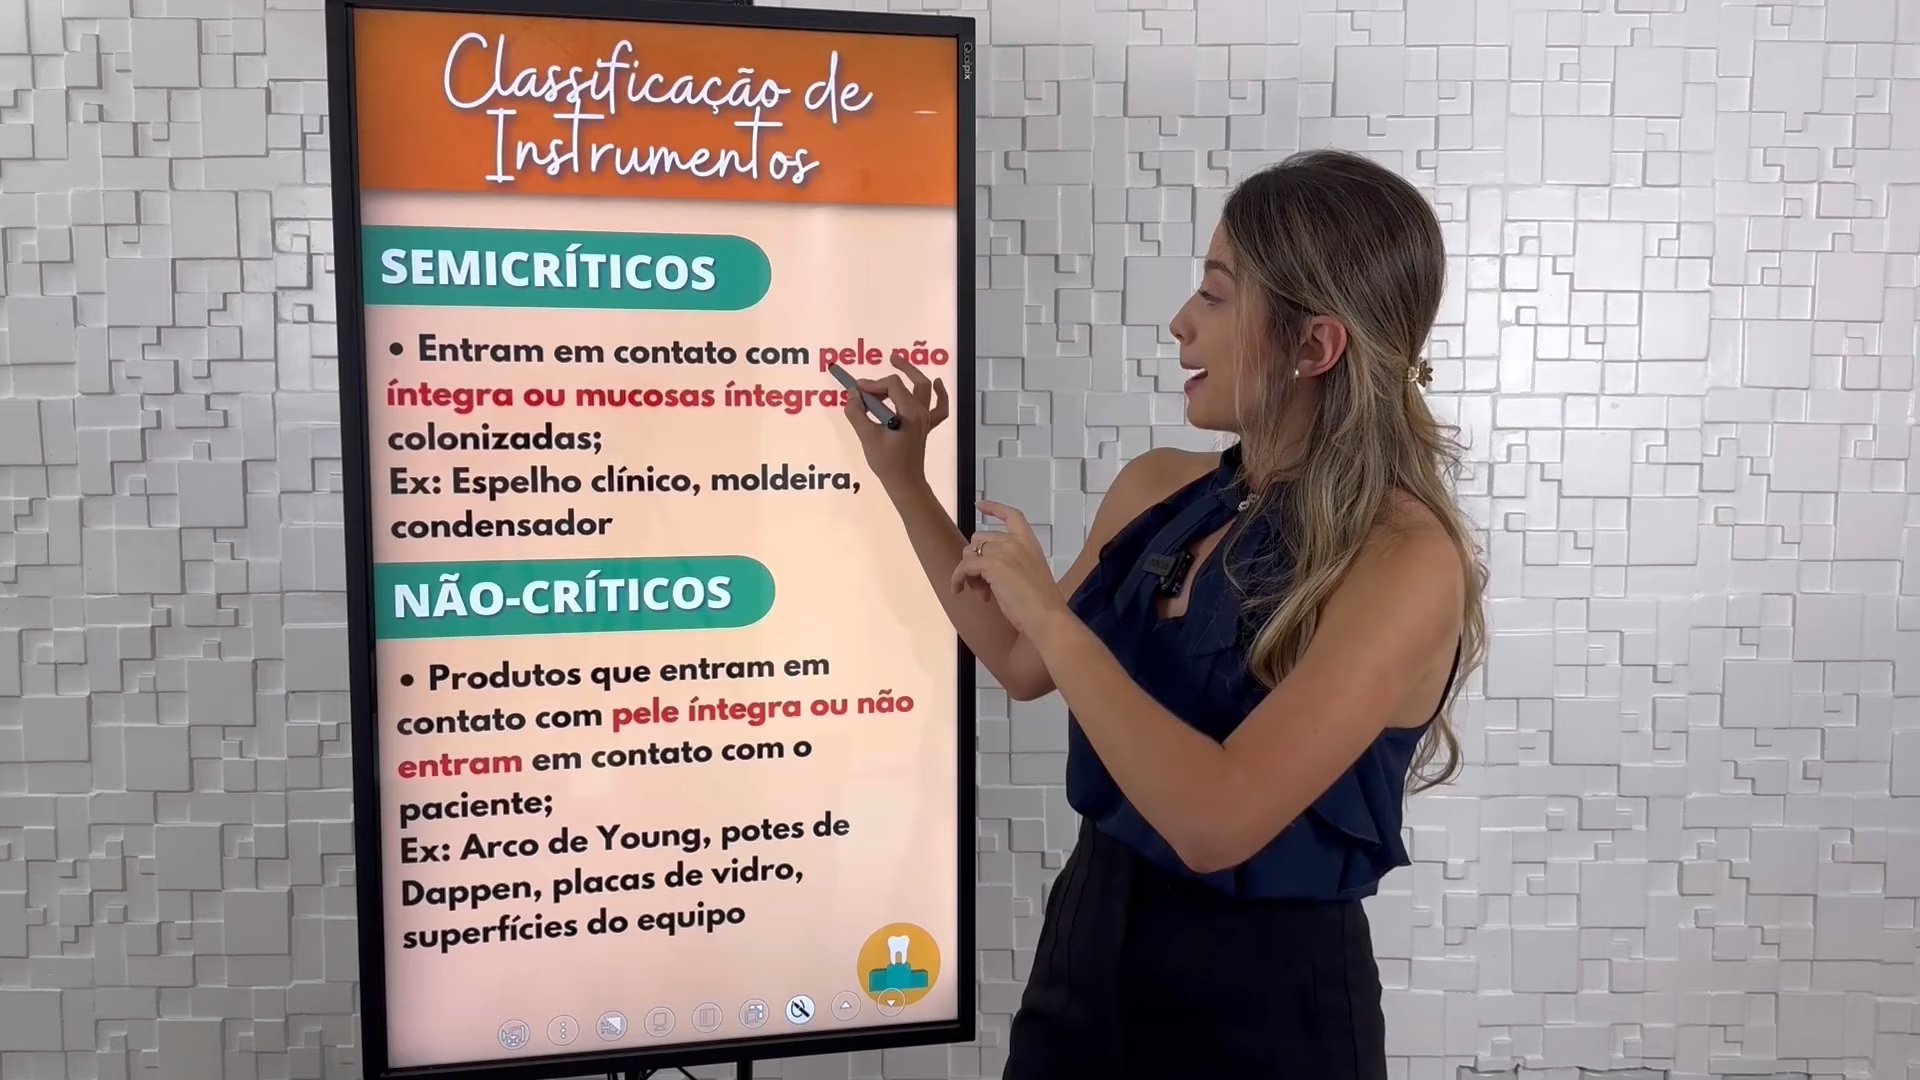 Classificação de
Instrumentos
SEMICRÍTICOS
• Entram em contato com pele não
íntegra ou mucosas íntegras
colonizadas;
Ex: Espelho clínico, moldeira,
condensador
NÃO-CRÍTICOS
• Produtos que entram em
contato com pele íntegra ou não
entram em contato com o
paciente;
Ex: Arco de Young, potes de
Dappen, placas de vidro,
superfícies do equipo